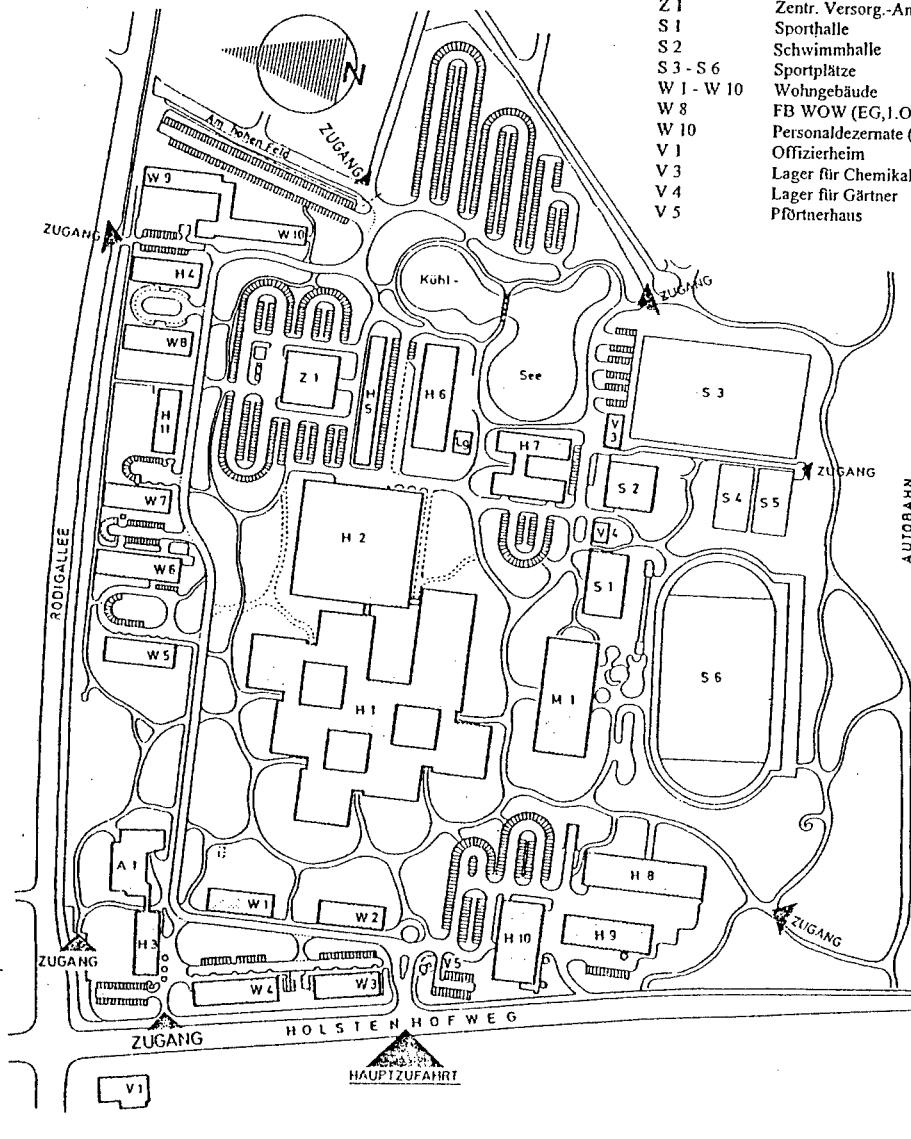 Z 1 Zentr. Versorg.-An
S 1 Sporthalle
S 2 Schwimmhalle
S 3 - S 6 Sportplätze
W 1 - W 10 Wohngebäude
W 8 FB WOW (EG,1.O
W 10 Personaldezernate (
V 1 Offizierheim
V 3 Lager für Chemikal
V 4 Lager für Gärtner
V 5 Pförtnerhaus
N
Am hohen Feld
ZUGANG
W 9
ZUGANG
W 10
H 4
Kühl -
ZUGANG
W 8
Z 1
H 5
H 6
See
S 3
H 11
Lg
H 7
V 3
ZUGANG
W 7
S 2
S 4
S 5
AUTOBAHN
H 2
V 4
W 6
S 1
RODIGALLEE
W 5
H 1
M 1
S 6
A 1
H 8
W 1
W 2
H 10
H 9
ZUGANG
ZUGANG
H 3
V 5
W 4
W 3
HOLSTENHOFWEG
ZUGANG
HAUPTZUFAHRT
V 1